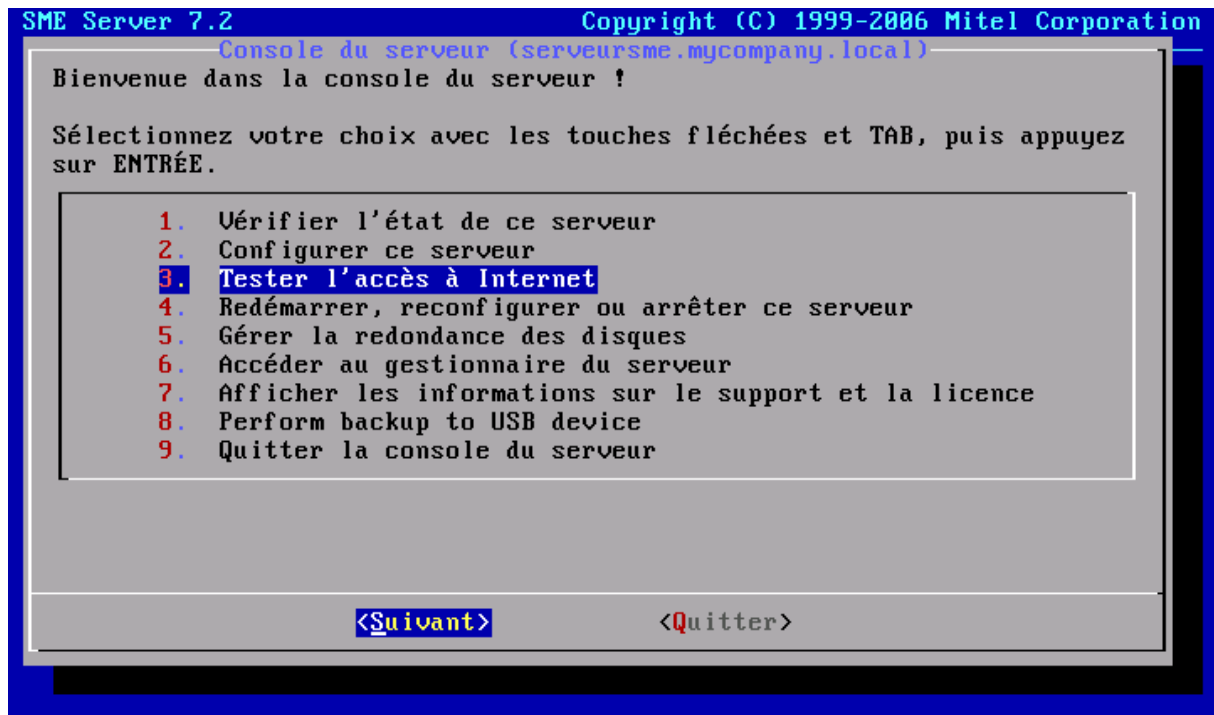 SME Server 7.2 Copyright (C) 1999-2006 Mitel Corporation
Console du serveur (serveursme.mycompany.local)
Bienvenue dans la console du serveur !
Sélectionnez votre choix avec les touches fléchées et TAB, puis appuyez
sur ENTRÉE.
1. Vérifier l'état de ce serveur
2. Configurer ce serveur
3. Tester l'accès à Internet
4. Redémarrer, reconfigurer ou arrêter ce serveur
5. Gérer la redondance des disques
6. Accéder au gestionnaire du serveur
7. Afficher les informations sur le support et la licence
8. Perform backup to USB device
9. Quitter la console du serveur
<Suivant> <Quitter>